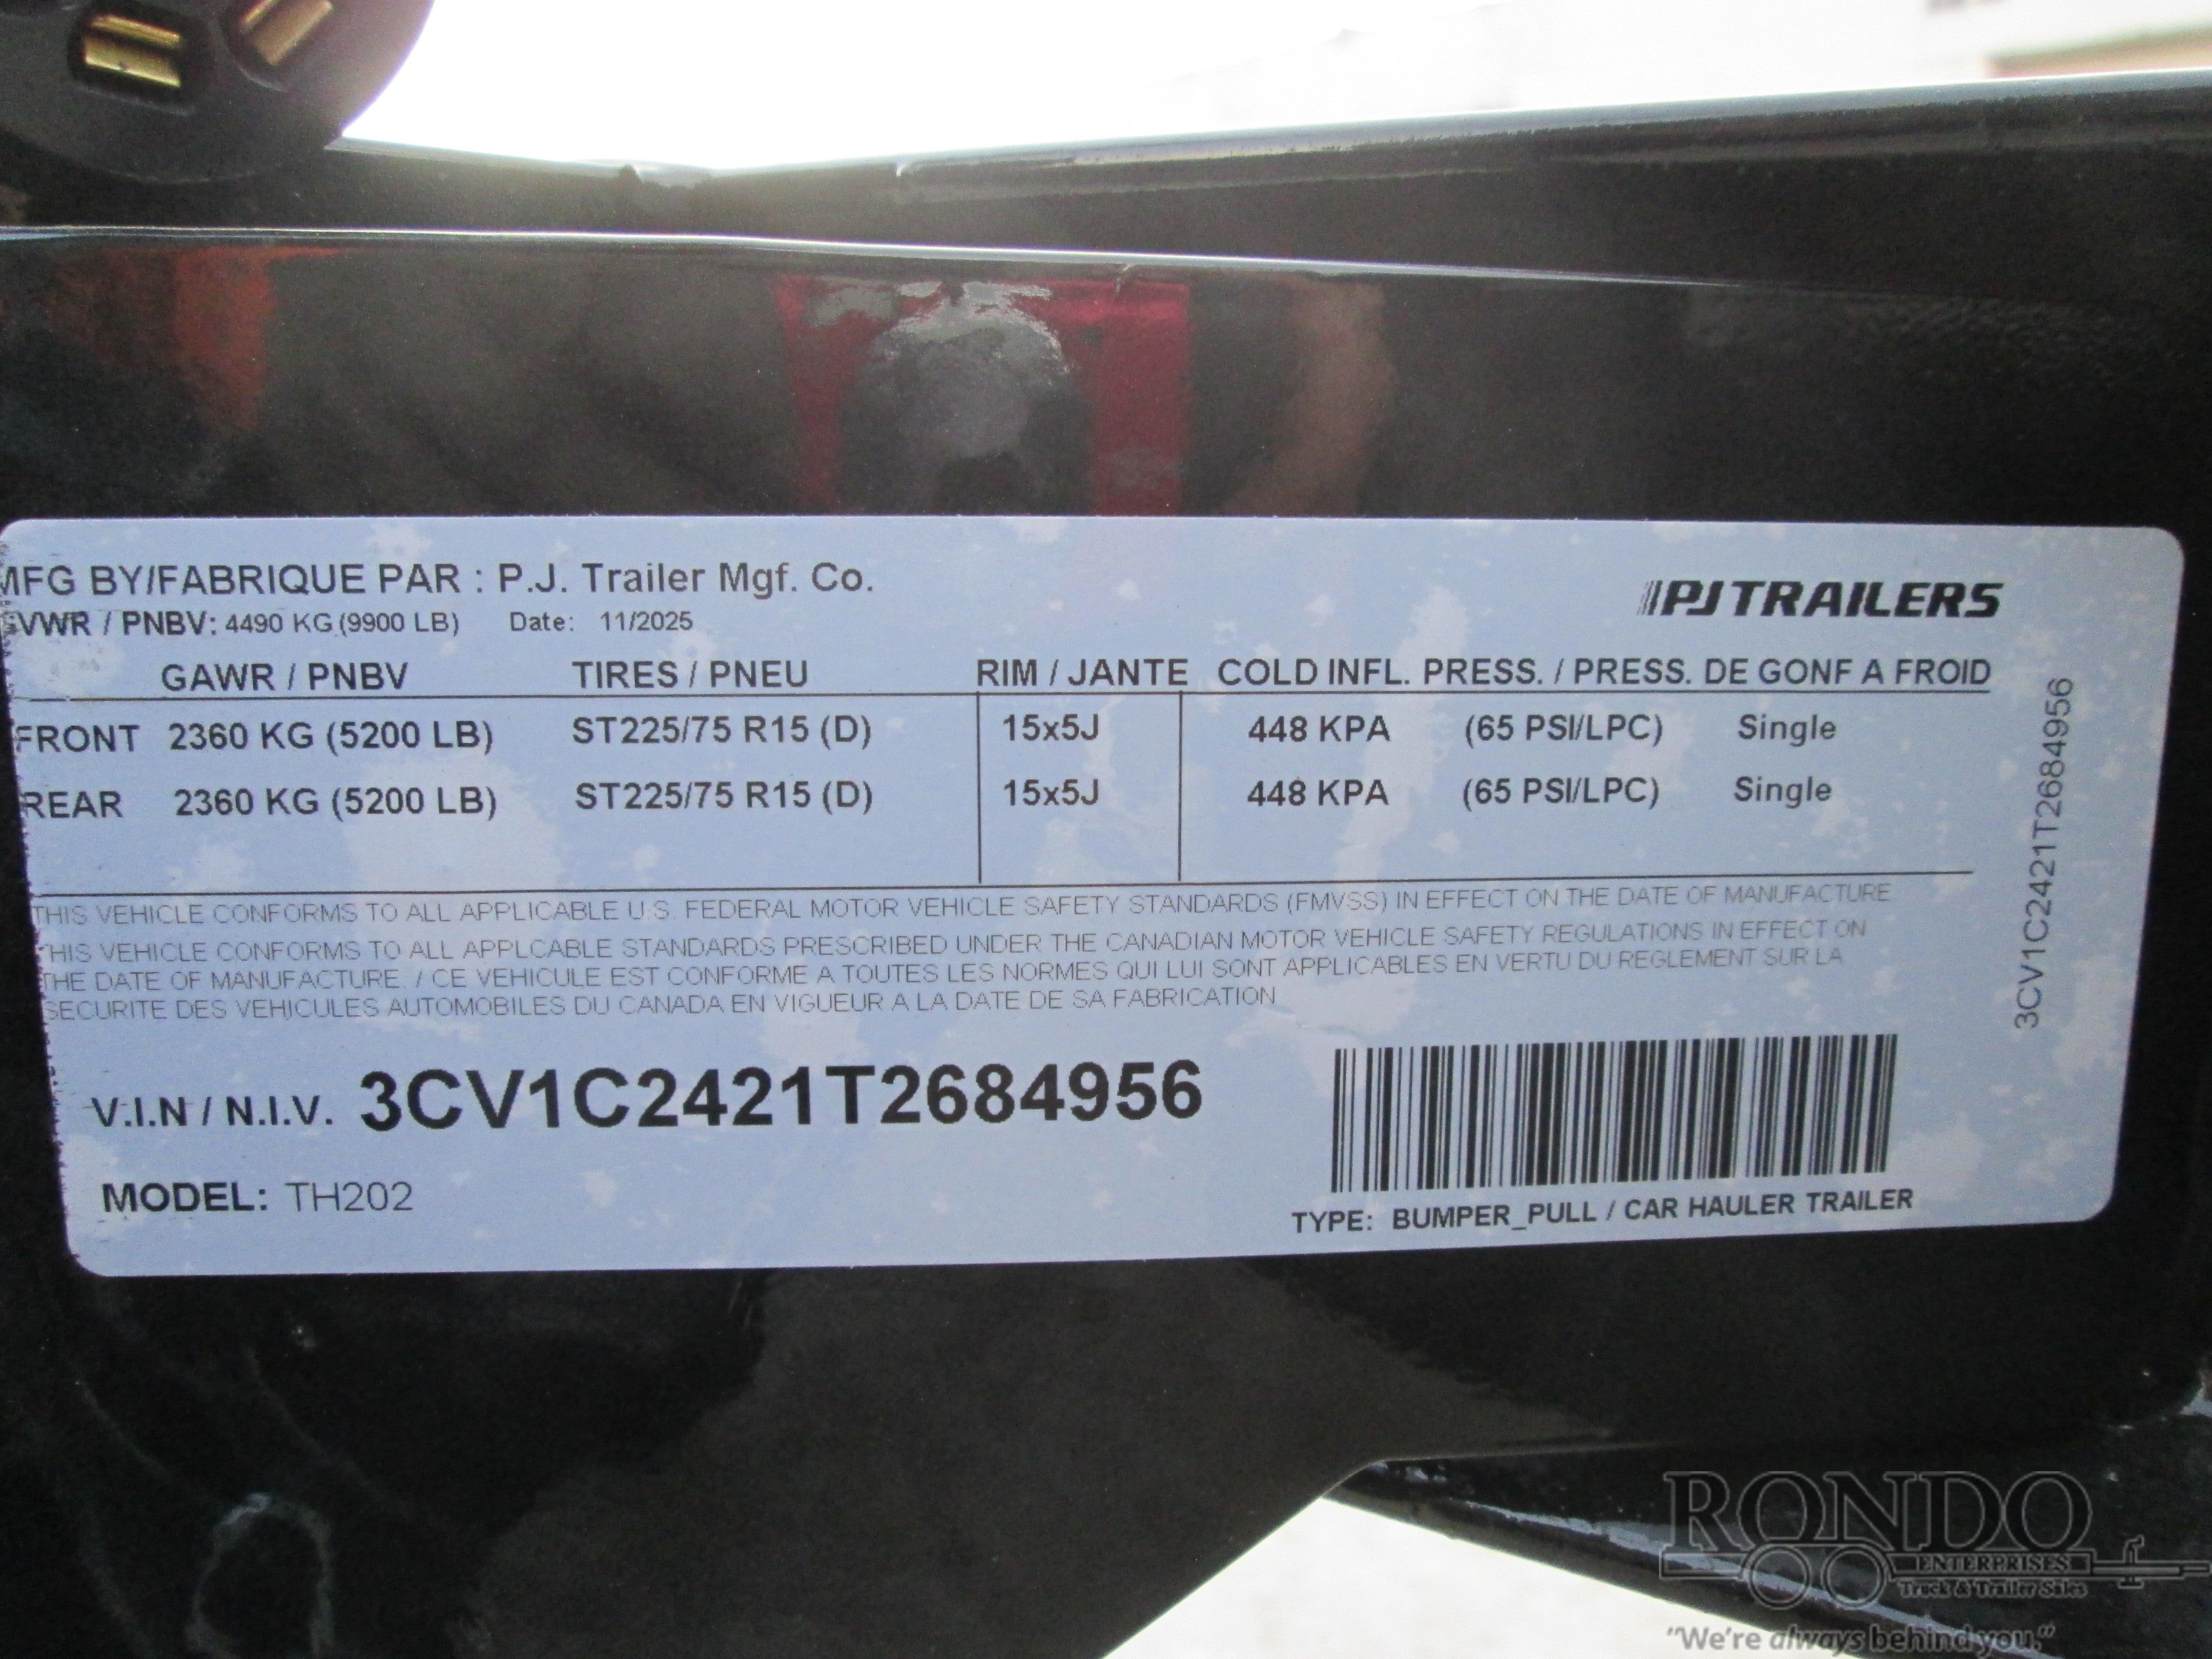 MFG BY/FABRIQUE PAR : P.J. Trailer Mgf. Co.
PJ TRAILERS
GVWR / PNBV: 4490 KG (9900 LB) Date: 11/2025
GAWR / PNBV TIRES / PNEU RIM / JANTE COLD INFL. PRESS. / PRESS. DE GONF A FROID
FRONT 2360 KG (5200 LB) ST225/75 R15 (D) 15x5J 448 KPA (65 PSI/LPC) Single
REAR 2360 KG (5200 LB) ST225/75 R15 (D) 15x5J 448 KPA (65 PSI/LPC) Single
3CV1C2421T2684956
THIS VEHICLE CONFORMS TO ALL APPLICABLE U.S. FEDERAL MOTOR VEHICLE SAFETY STANDARDS (FMVSS) IN EFFECT ON THE DATE OF MANUFACTURE
THIS VEHICLE CONFORMS TO ALL APPLCABLE STANDARDS PRESCRIBED UNDER THE CANADIAN MOTOR VEHICLE SAFETY REGULATIONS IN EFFECT ON
THE DATE OF MANUFACTURE. / CE VEHICULE EST CONFORME A TOUTES LES NORMES QUI LUI SONT APPLICABLES EN VERTU DU REGLEMENT SUR LA
SECURITE DES VEHICULES AUTOMOBILES DU CANADA EN VIGUEUR A LA DATE DE SA FABRICATION
V.I.N / N.I.V. 3CV1C2421T2684956
MODEL: TH202
TYPE: BUMPER_PULL / CAR HAULER TRAILER
RONDO
ENTERPRISES
Truck & Trailer Sales
"We're always behind you."